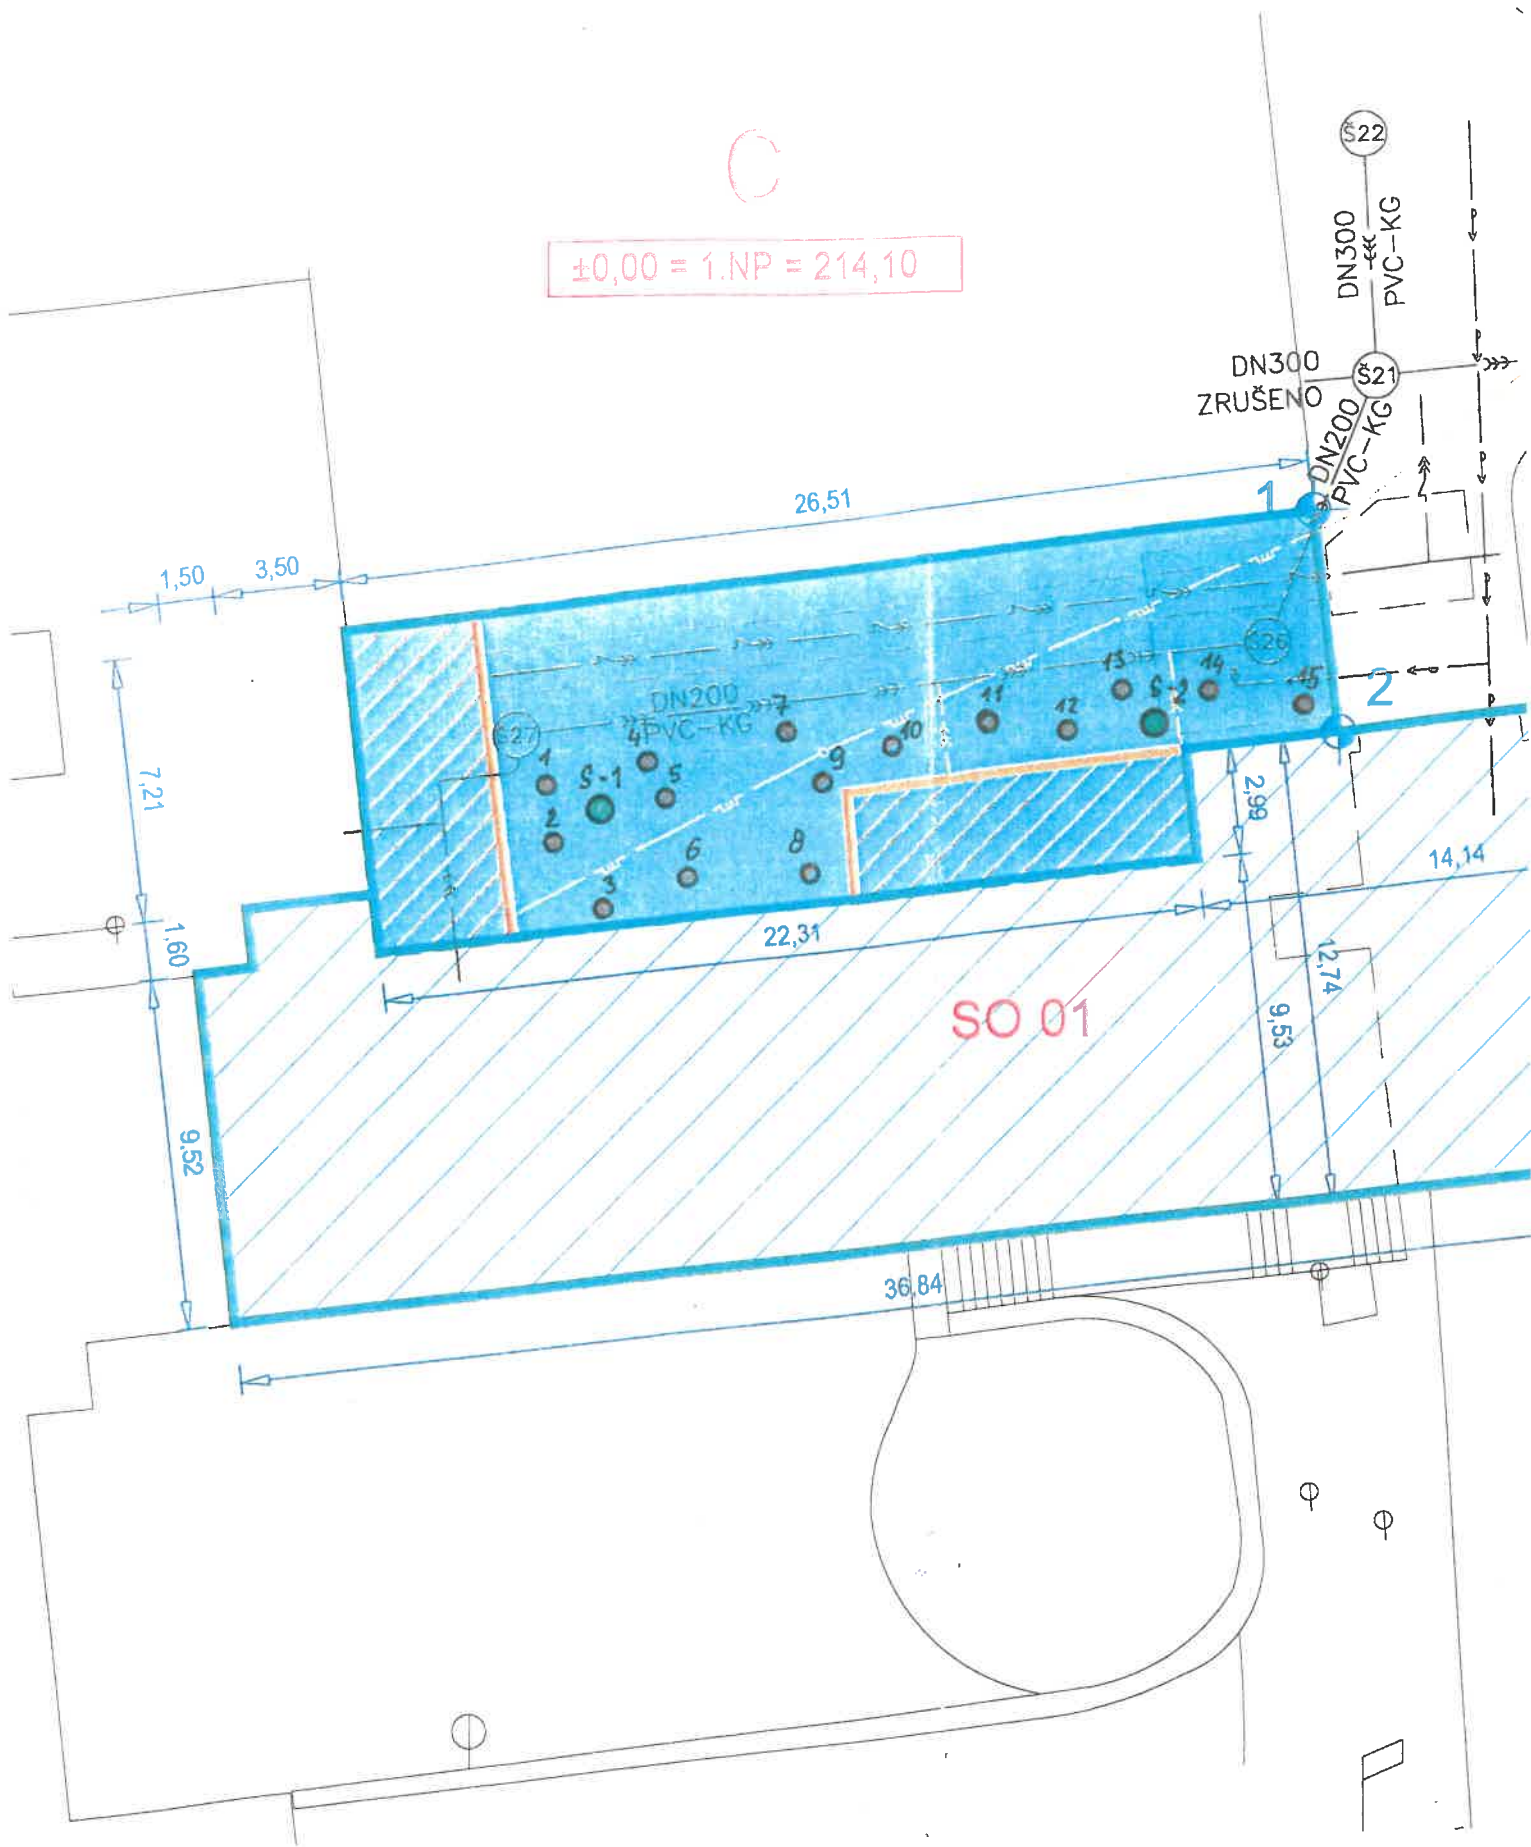 C
±0,00 = 1.NP = 214,10
Š22
DN300
PVC-KG
DN300
ZRUŠENO
Š21
DN200
PVC-KG
26,51
1
1,50
3,50
2
Š26
13
14
15
S-2
DN200
PVC-KG
Š27
7
11
12
10
4
1
S-1
5
9
2
6
8
3
7,21
2,99
14,14
1,60
22,31
12,74
SO 01
9,53
9,52
36,84